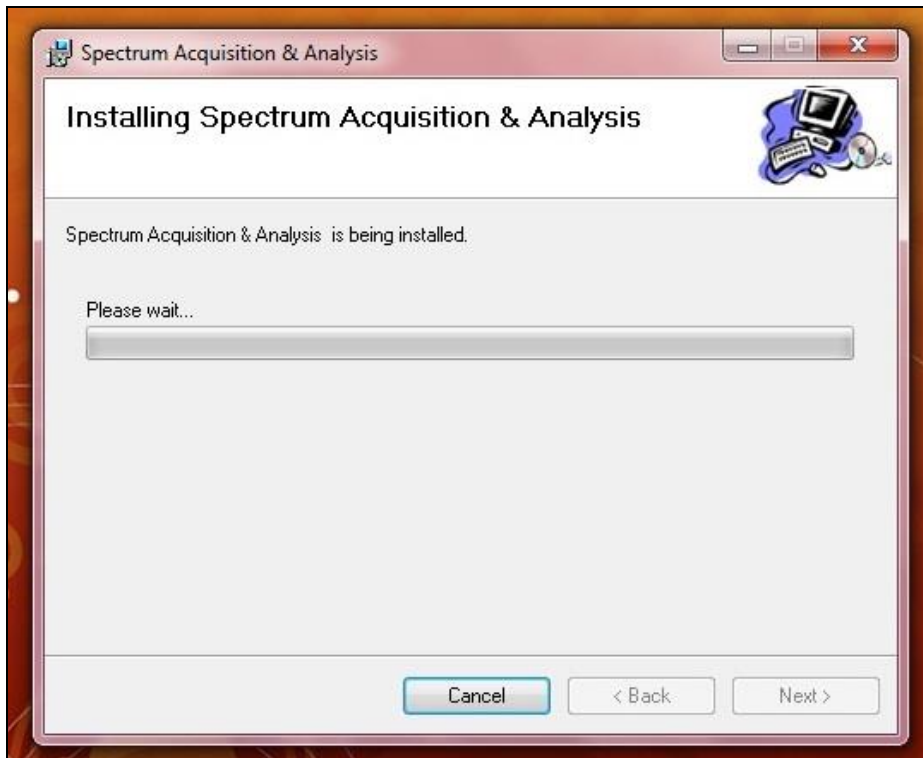 Spectrum Acquisition & Analysis
Installing Spectrum Acquisition & Analysis
Spectrum Acquisition & Analysis is being installed.
Please wait...
Cancel
< Back
Next >